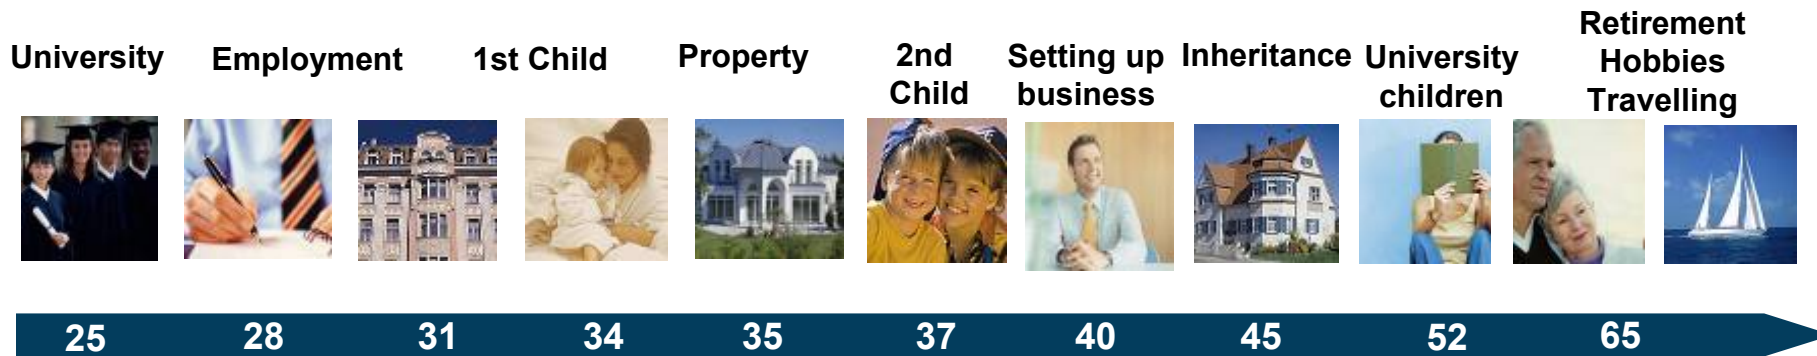 University
Employment
1st Child
Property
2nd
Child
Setting up
business
Inheritance
University
children
Retirement
Hobbies
Travelling
25 28 31 34 35 37 40 45 52 65